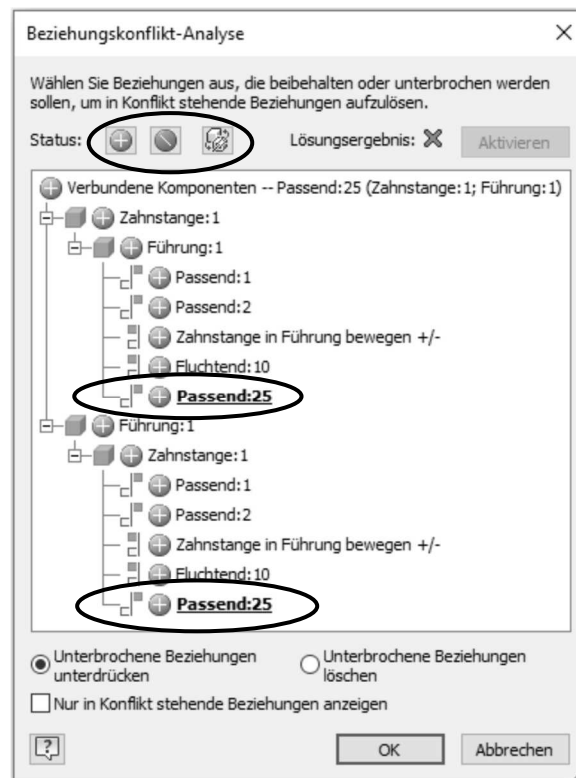 Beziehungskonflikt-Analyse
Wählen Sie Beziehungen aus, die beibehalten oder unterbrochen werden
sollen, um in Konflikt stehende Beziehungen aufzulösen.
Status: Lösungsergebnis: Aktivieren
Verbundene Komponenten -- Passend:25 (Zahnstange:1; Führung:1)
Zahnstange:1
Führung:1
Passend:1
Passend:2
Zahnstange in Führung bewegen +/-
Fluchtend:10
Passend:25
Führung:1
Zahnstange:1
Passend:1
Passend:2
Zahnstange in Führung bewegen +/-
Fluchtend:10
Passend:25
Unterbrochene Beziehungen Unterbrochene Beziehungen
unterdrücken löschen
Nur in Konflikt stehende Beziehungen anzeigen
? OK Abbrechen